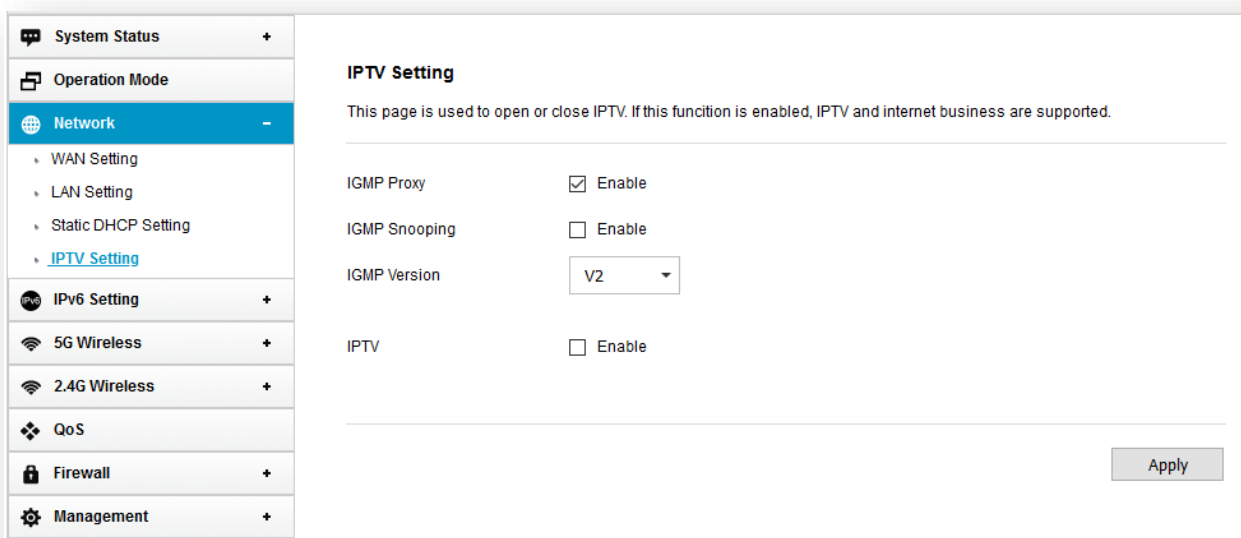 System Status +
Operation Mode
Network -
WAN Setting
LAN Setting
Static DHCP Setting
IPTV Setting
IPv6 IPv6 Setting +
5G Wireless +
2.4G Wireless +
QoS
Firewall +
Management +
IPTV Setting
This page is used to open or close IPTV. If this function is enabled, IPTV and internet business are supported.
IGMP Proxy Enable
IGMP Snooping Enable
IGMP Version V2
IPTV Enable
Apply